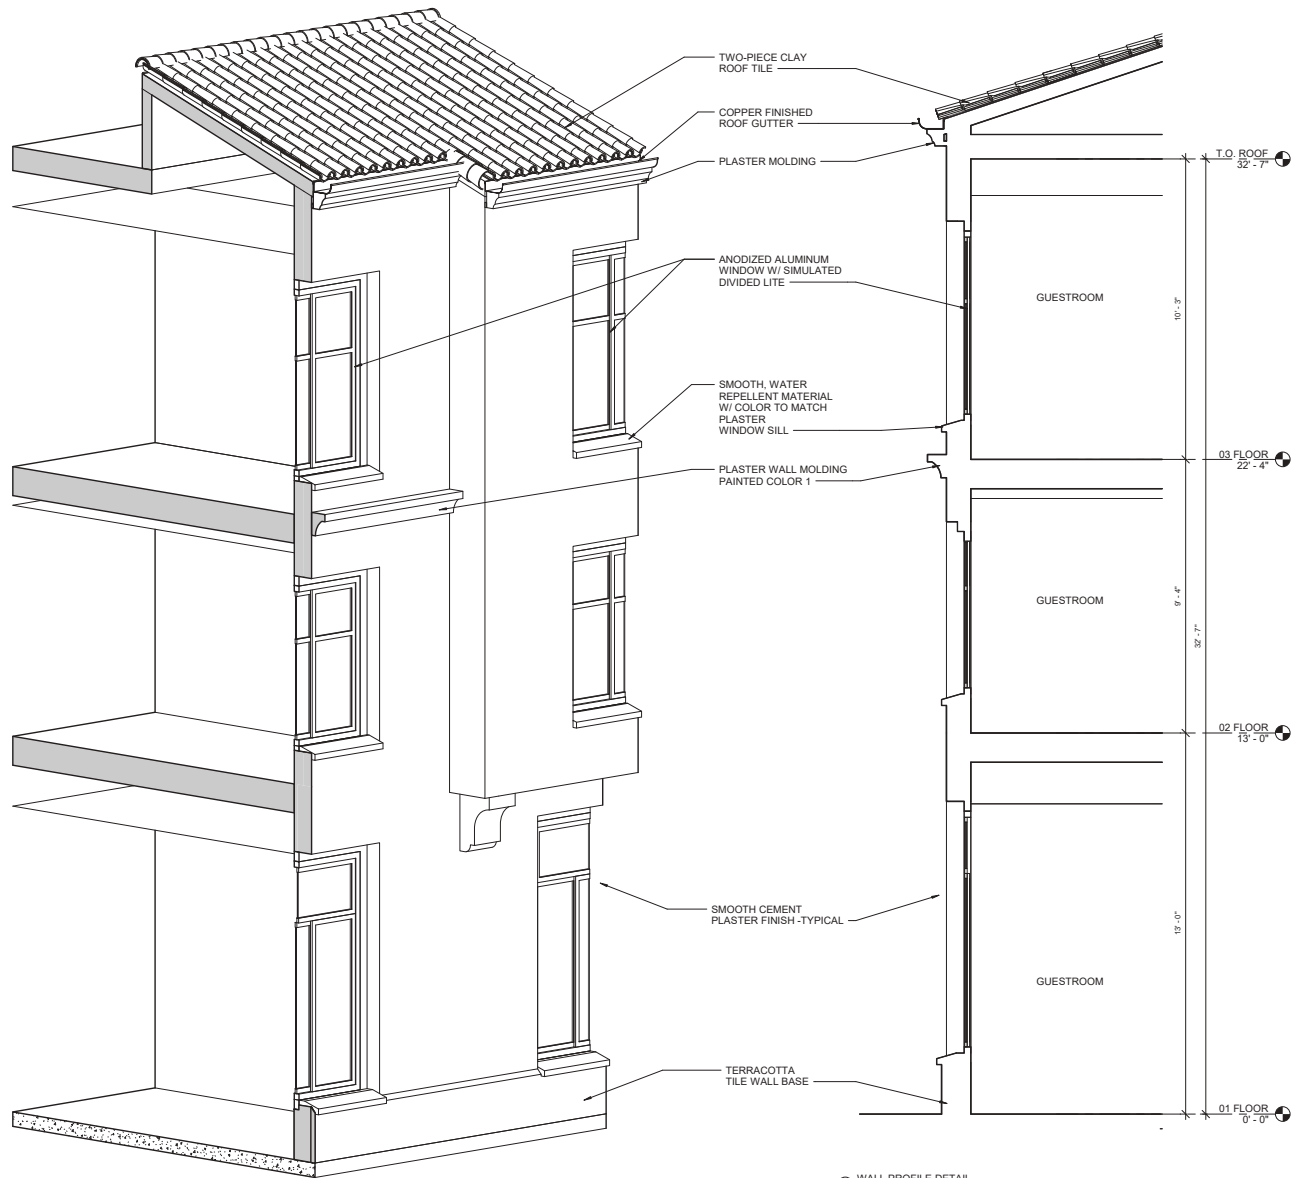 TWO-PIECE CLAY
ROOF TILE
COPPER FINISHED
ROOF GUTTER
PLASTER MOLDING
T.O. ROOF
32' - 7"
ANODIZED ALUMINUM
WINDOW W/ SIMULATED
DIVIDED LITE
GUESTROOM
10' - 3"
SMOOTH, WATER
REPELLENT MATERIAL
W/ COLOR TO MATCH
PLASTER
WINDOW SILL
03 FLOOR
22' - 4"
PLASTER WALL MOLDING
PAINTED COLOR 1
GUESTROOM
9' - 4"
32' - 7"
02 FLOOR
13' - 0"
SMOOTH CEMENT
PLASTER FINISH -TYPICAL
13' - 0"
GUESTROOM
TERRACOTTA
TILE WALL BASE
01 FLOOR
0' - 0"
WALL PROFILE DETAIL